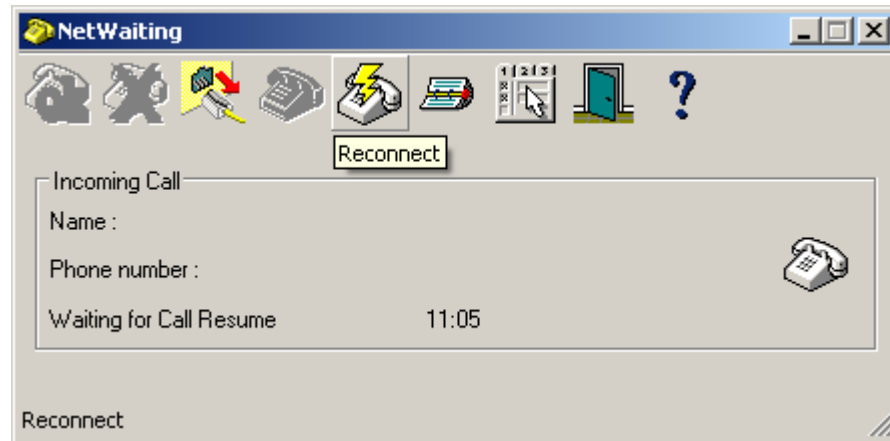 NetWaiting
Reconnect
Incoming Call
Name :
Phone number :
Waiting for Call Resume 11:05
Reconnect